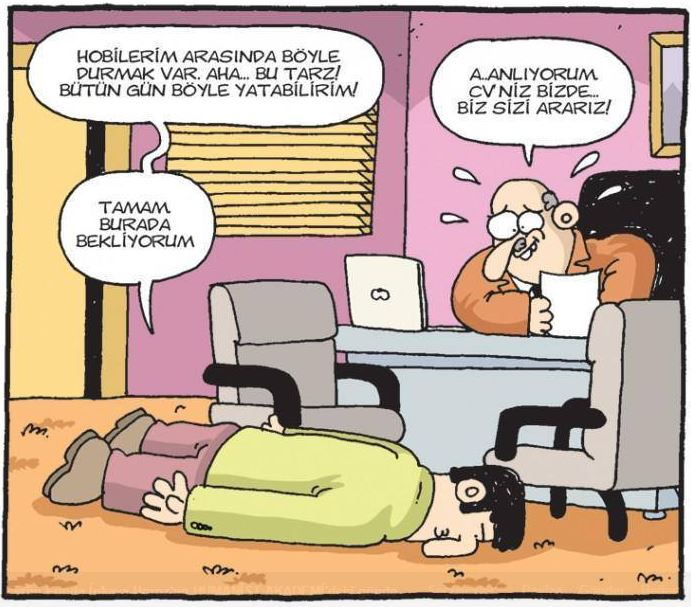 HOBİLERİM ARASINDA BÖYLE
DURMAK VAR. AHA... BU TARZ!
BÜTÜN GÜN BÖYLE YATABİLİRİM!
A..ANLIYORUM.
CV'NİZ BİZDE...
BİZ SİZİ ARARIZ!
TAMAM.
BURADA
BEKLİYORUM